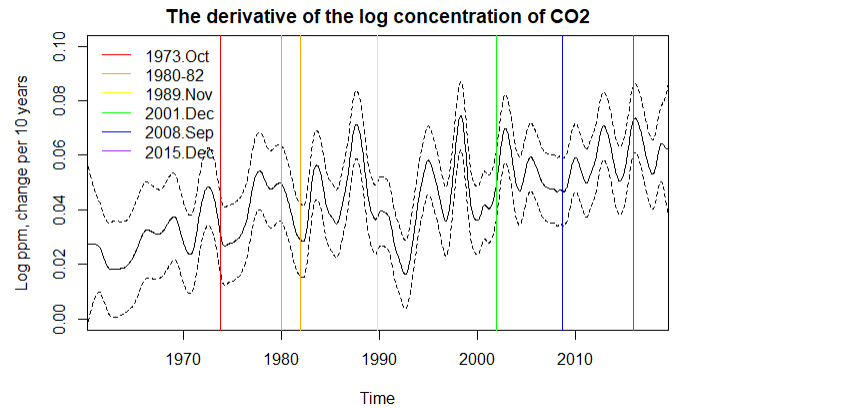 The derivative of the log concentration of CO2
Log ppm, change per 10 years
0.10
0.08
0.06
0.04
0.02
0.00
1973.Oct
1980-82
1989.Nov
2001.Dec
2008.Sep
2015.Dec
1970 1980 1990 2000 2010
Time